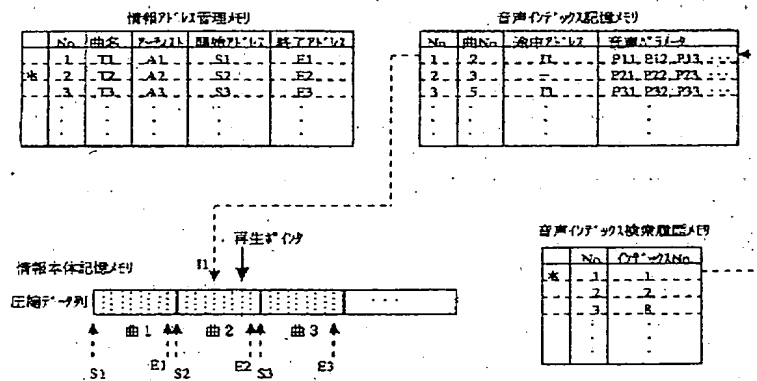 情報アドレス管理メモリ
No. 曲名 アーチスト 開始アドレス 終了アドレス
1 T1 A1 S1 E1
* 2 T2 A2 S2 E2
3 T3 A3 S3 E3
音声インデックス記憶メモリ
No. 曲No 途中アドレス 音声パラメータ
1 2 I1 P11 P12 P13 ・・・
2 3 — P21 P22 P23 ・・・
3 5 I3 P31 P32 P33 ・・・
再生ポインタ
情報本体記憶メモリ
I1
圧縮データ列
・・・
曲1 曲2 曲3
S1 E1 S2 E2 S3 E3
音声インデックス検索履歴メモリ
No. インデックスNo.
* 1 1
2 2
3 8